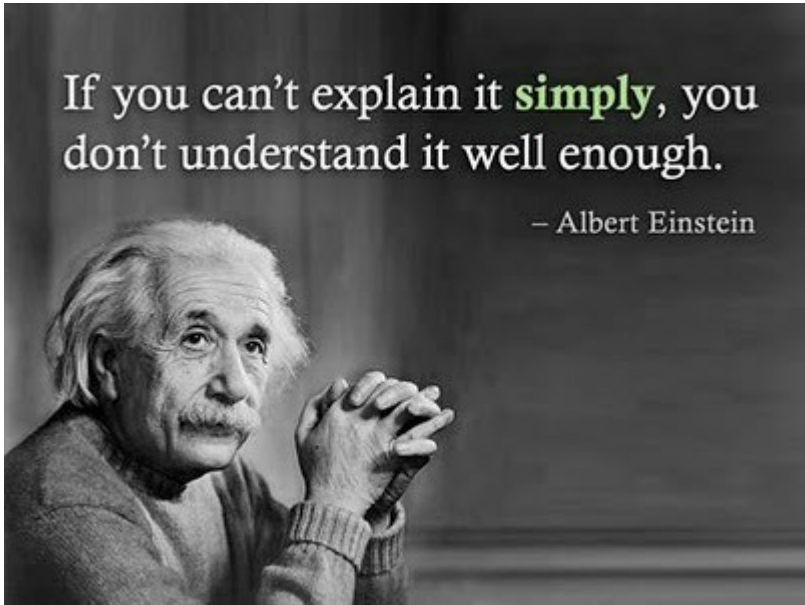 If you can’t explain it simply, you
don’t understand it well enough.
– Albert Einstein